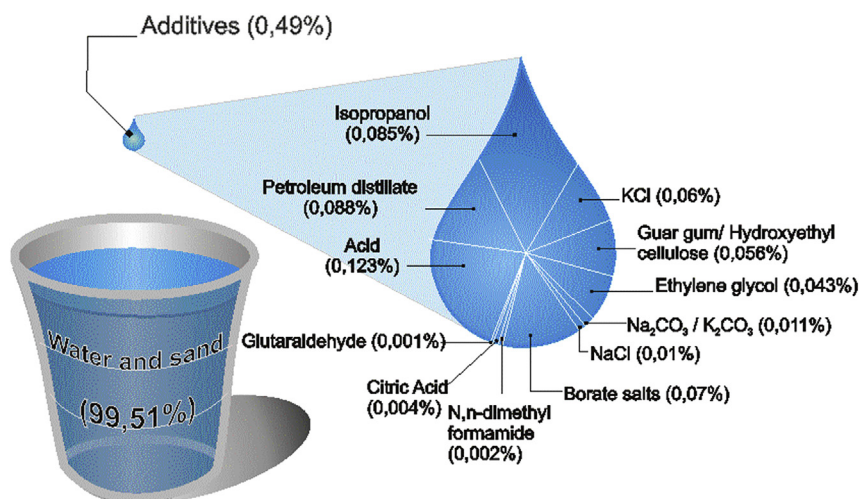 Additives (0,49%)
Isopropanol
(0,085%)
Petroleum distillate
(0,088%)
Acid
(0,123%)
Glutaraldehyde (0,001%)
Citric Acid
(0,004%)
N,n-dimethyl
formamide
(0,002%)
KCl (0,06%)
Guar gum/ Hydroxyethyl
cellulose (0,056%)
Ethylene glycol (0,043%)
Na₂CO₃ / K₂CO₃ (0,011%)
NaCl (0,01%)
Borate salts (0,07%)
Water and sand
(99,51%)